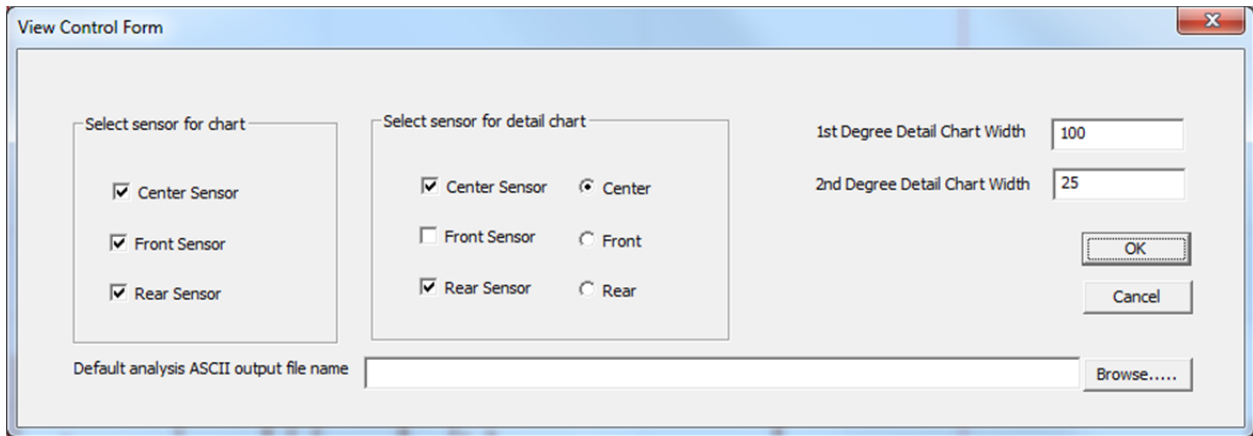 View Control Form
Select sensor for chart
Center Sensor
Front Sensor
Rear Sensor
Select sensor for detail chart
Center Sensor Center
Front Sensor Front
Rear Sensor Rear
1st Degree Detail Chart Width 100
2nd Degree Detail Chart Width 25
OK
Cancel
Default analysis ASCII output file name
Browse.....